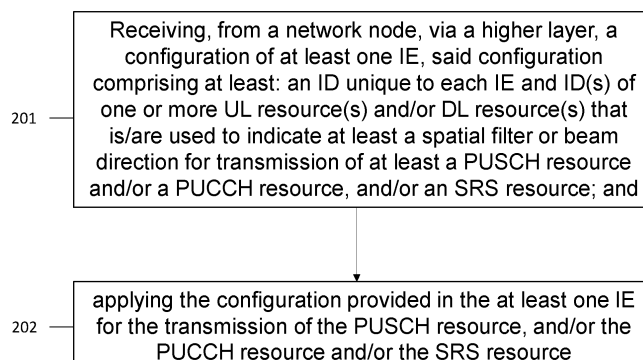 Receiving, from a network node, via a higher layer, a
configuration of at least one IE, said configuration
comprising at least: an ID unique to each IE and ID(s) of
one or more UL resource(s) and/or DL resource(s) that
is/are used to indicate at least a spatial filter or beam
direction for transmission of at least a PUSCH resource
and/or a PUCCH resource, and/or an SRS resource; and
201
applying the configuration provided in the at least one IE
for the transmission of the PUSCH resource, and/or the
PUCCH resource and/or the SRS resource
202